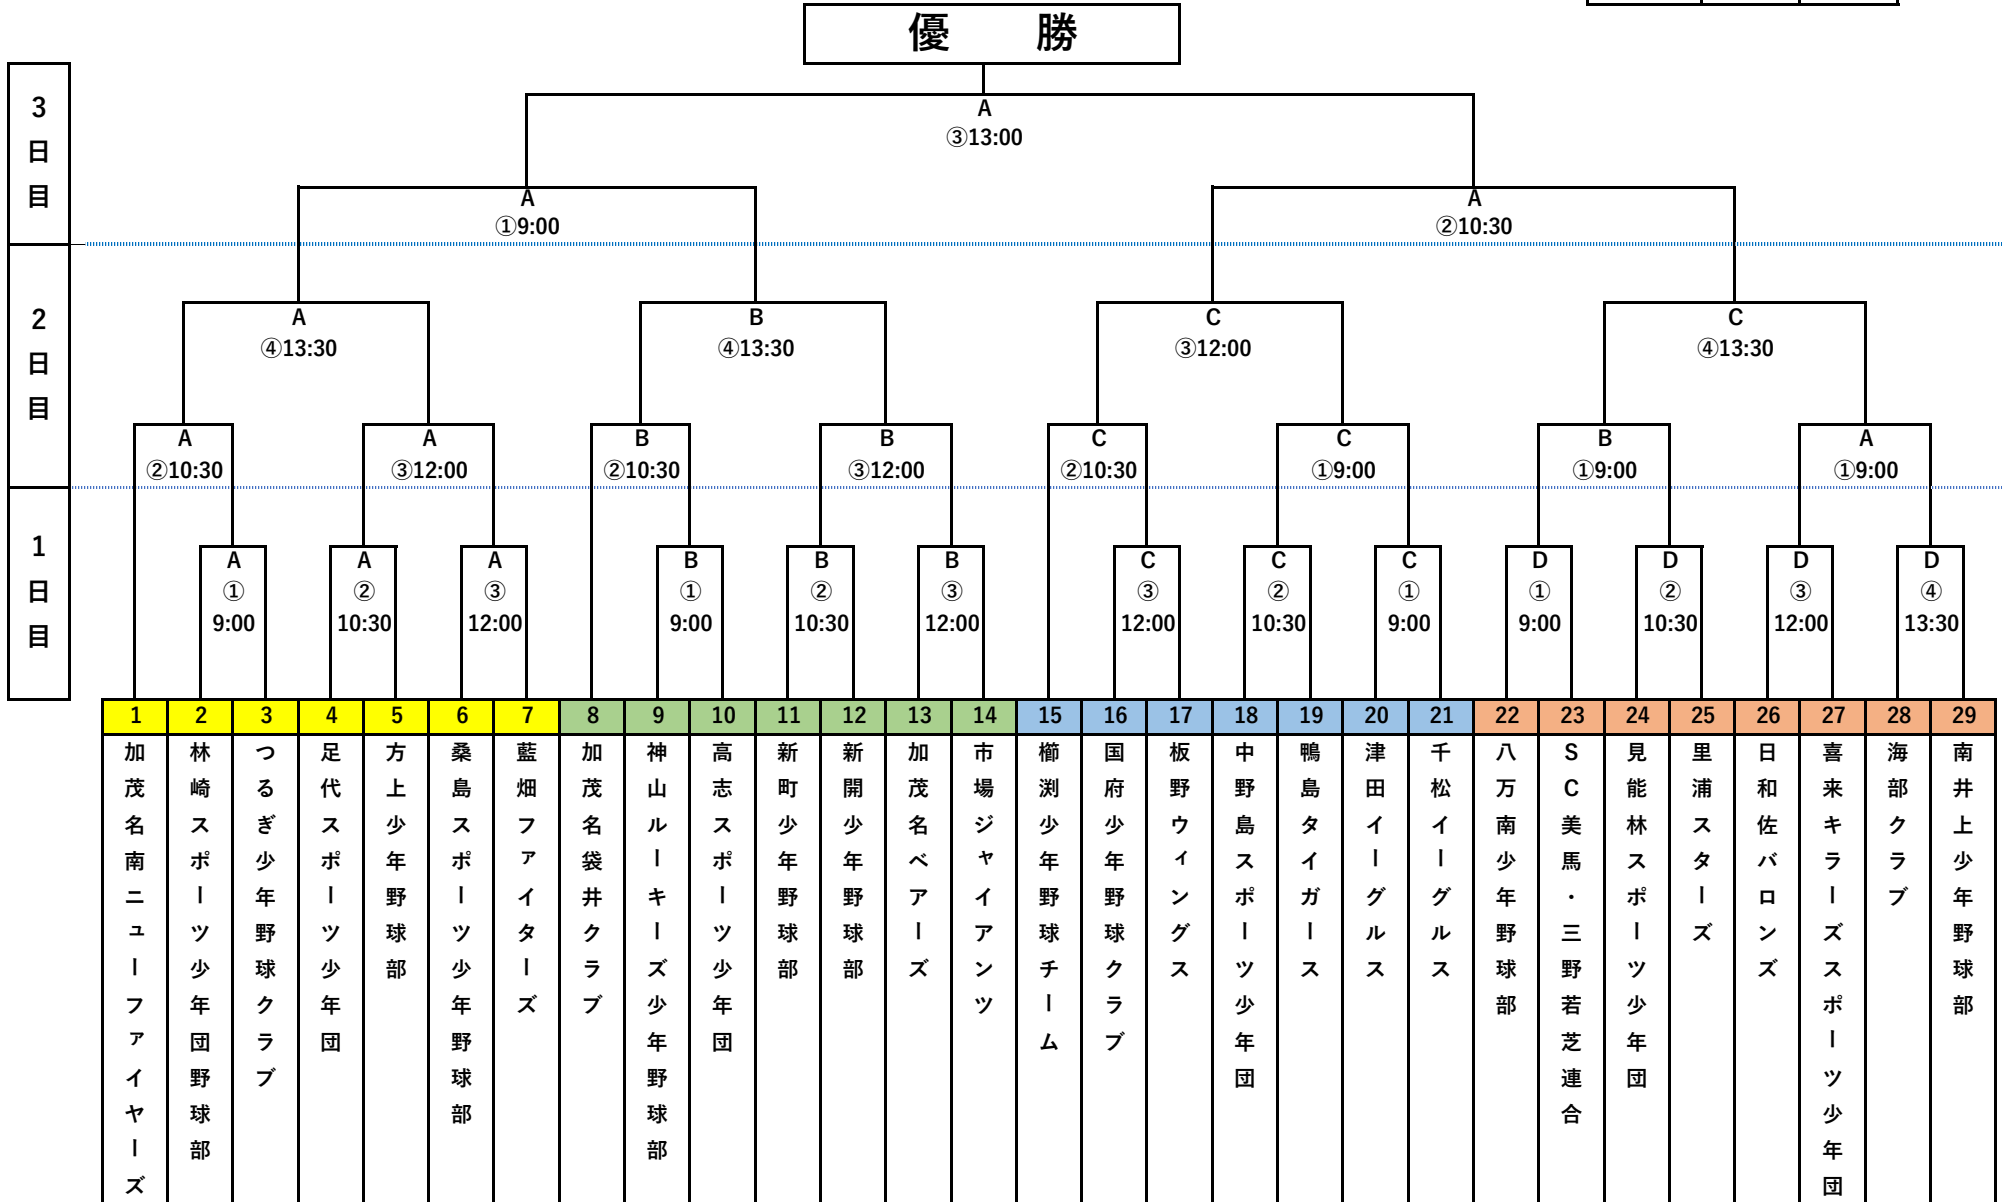 優 勝
3日目
A
③13:00
A
①9:00
A
②10:30
2日目
A
④13:30
B
④13:30
C
③12:00
C
④13:30
A
②10:30
A
③12:00
B
②10:30
B
③12:00
C
②10:30
C
①9:00
B
①9:00
A
①9:00
1日目
A
①
9:00
A
②
10:30
A
③
12:00
B
①
9:00
B
②
10:30
B
③
12:00
C
③
12:00
C
②
10:30
C
①
9:00
D
①
9:00
D
②
10:30
D
③
12:00
D
④
13:30
1
加茂名南ニューファイヤーズ
2
林崎スポーツ少年団野球部
3
つるぎ少年野球クラブ
4
足代スポーツ少年団
5
方上少年野球部
6
桑島スポーツ少年野球部
7
藍畑ファイターズ
8
加茂名袋井クラブ
9
神山ルーキーズ少年野球部
10
高志スポーツ少年団
11
新町少年野球部
12
新開少年野球部
13
加茂名ベアーズ
14
市場ジャイアンツ
15
櫛渕少年野球チーム
16
国府少年野球クラブ
17
板野ウィングス
18
中野島スポーツ少年団
19
鴨島タイガース
20
津田イーグルス
21
千松イーグルス
22
八万南少年野球部
23
SC美馬・三野若芝連合
24
見能林スポーツ少年団
25
里浦スターズ
26
日和佐バロンズ
27
喜来キラーズスポーツ少年団
28
海部クラブ
29
南井上少年野球部